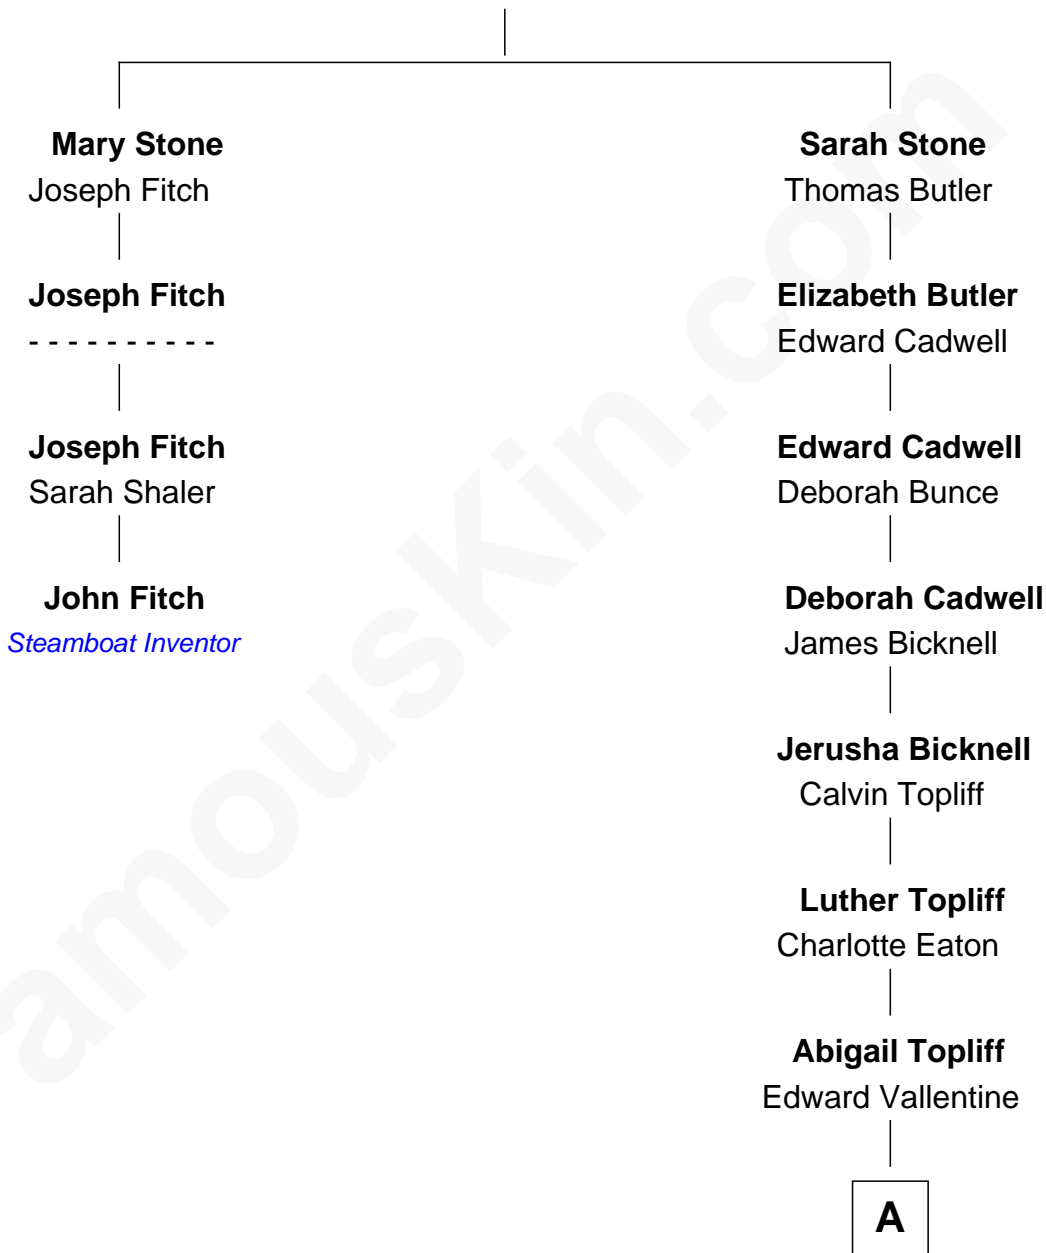 Mary Stone
Joseph Fitch
Joseph Fitch
- - - - - - - - - -
Joseph Fitch
Sarah Shaler
John Fitch
Steamboat Inventor
Sarah Stone
Thomas Butler
Elizabeth Butler
Edward Cadwell
Edward Cadwell
Deborah Bunce
Deborah Cadwell
James Bicknell
Jerusha Bicknell
Calvin Topliff
Luther Topliff
Charlotte Eaton
Abigail Topliff
Edward Vallentine
A
amousKin.com